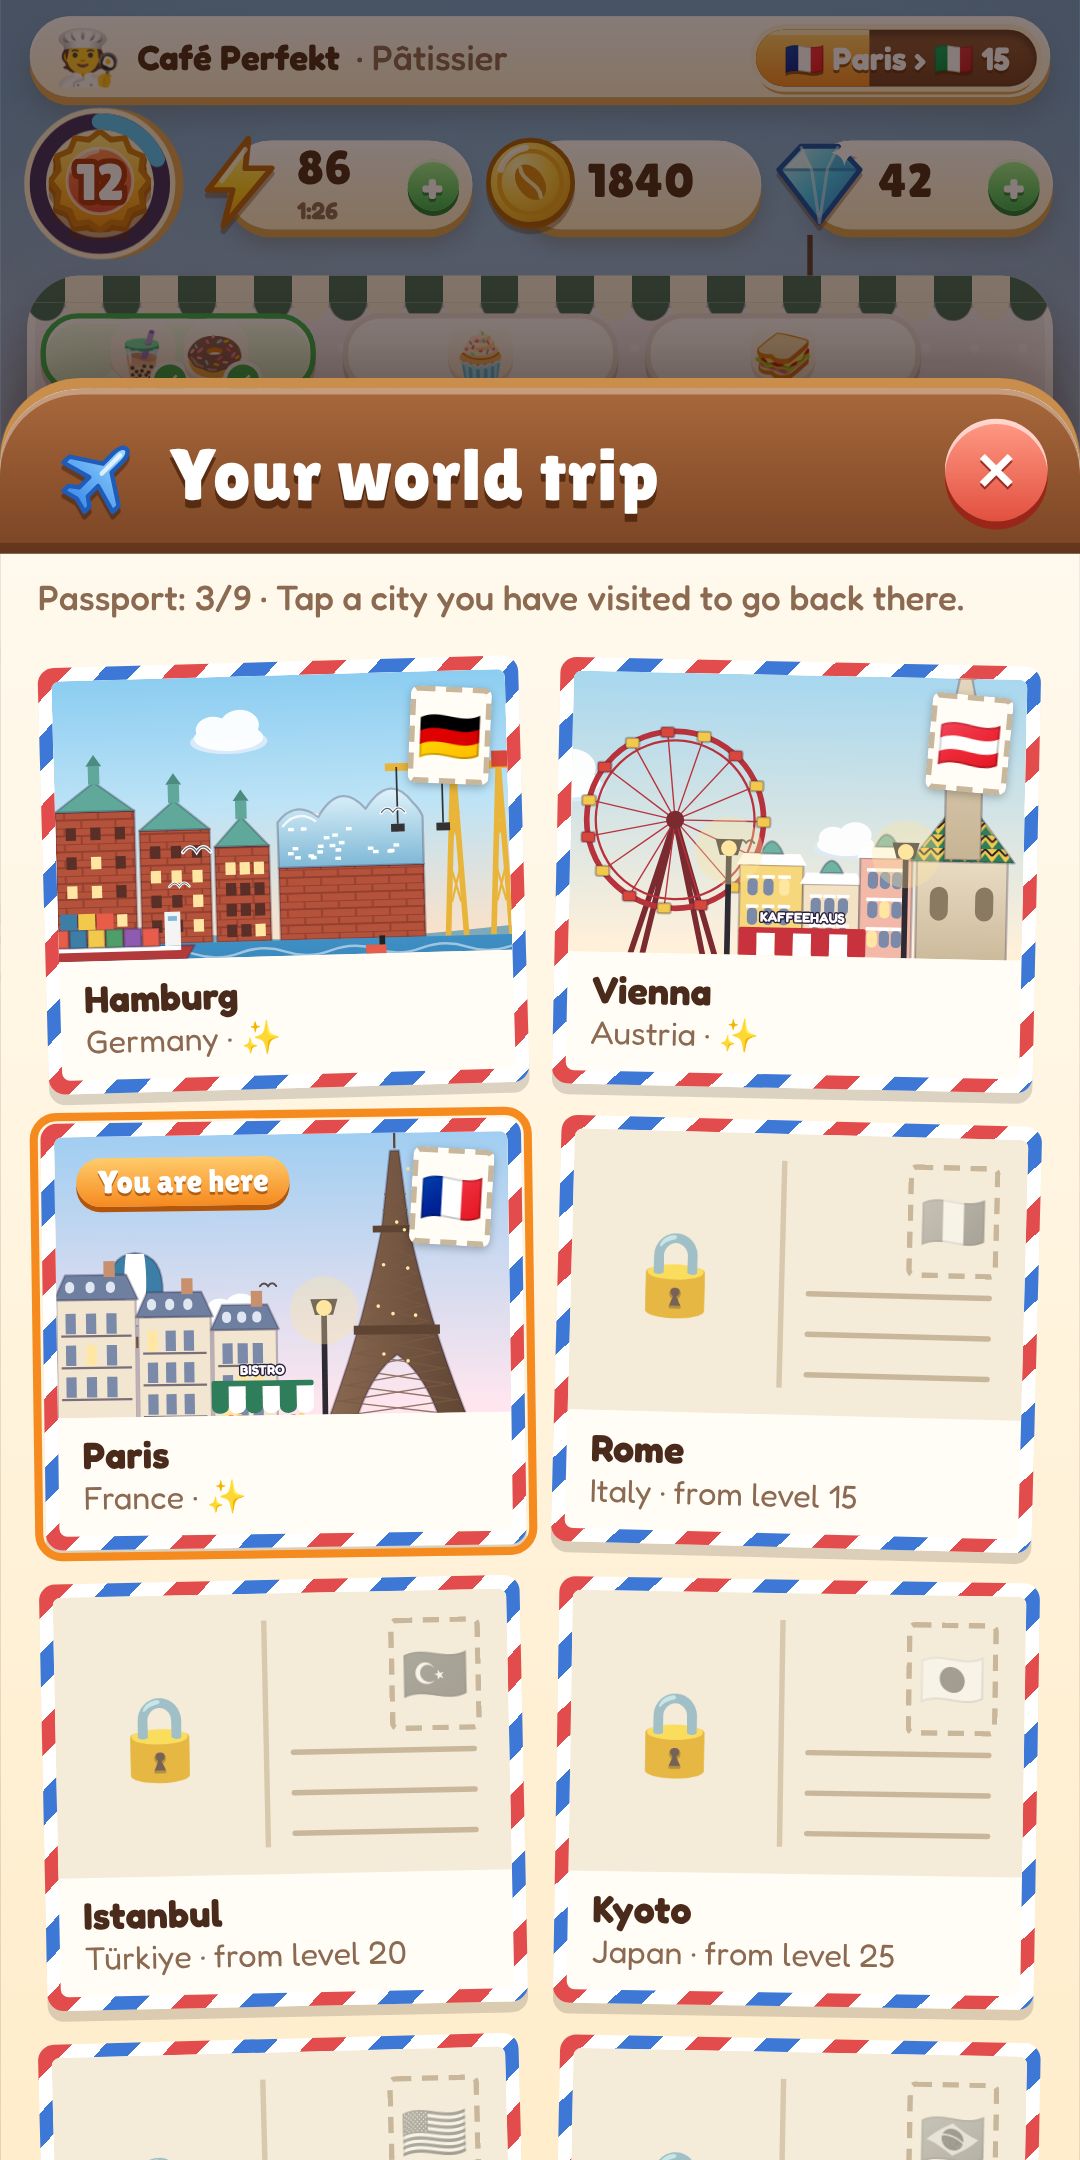 Café Perfekt · Pâtissier
Paris › 15
12
86
1:26
1840
42
Your world trip
Passport: 3/9 · Tap a city you have visited to go back there.
KAFFEEHAUS
Hamburg
Germany ·
Vienna
Austria ·
You are here
BISTRO
Paris
France ·
Rome
Italy · from level 15
Istanbul
Türkiye · from level 20
Kyoto
Japan · from level 25